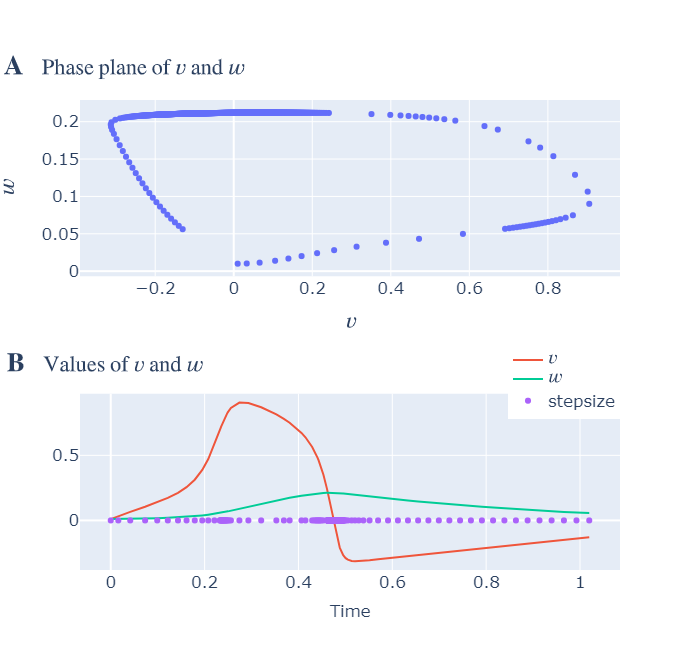 A Phase plane of v and w
0.2
0.15
0.1
0.05
0
w
−0.2 0 0.2 0.4 0.6 0.8
v
B Values of v and w
v
w
stepsize
0.5
0
0 0.2 0.4 0.6 0.8 1
Time